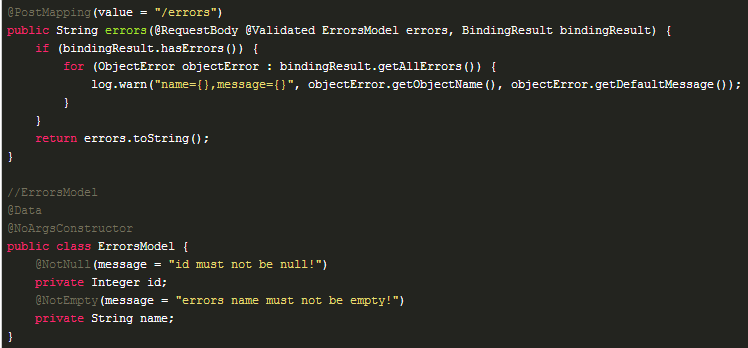 @PostMapping(value = "/errors")
public String errors(@RequestBody @Validated ErrorsModel errors, BindingResult bindingResult) {
    if (bindingResult.hasErrors()) {
        for (ObjectError objectError : bindingResult.getAllErrors()) {
            log.warn("name={},message={}", objectError.getObjectName(), objectError.getDefaultMessage());
        }
    }
    return errors.toString();
}

//ErrorsModel
@Data
@NoArgsConstructor
public class ErrorsModel {
    @NotNull(message = "id must not be null!")
    private Integer id;
    @NotEmpty(message = "errors name must not be empty!")
    private String name;
}